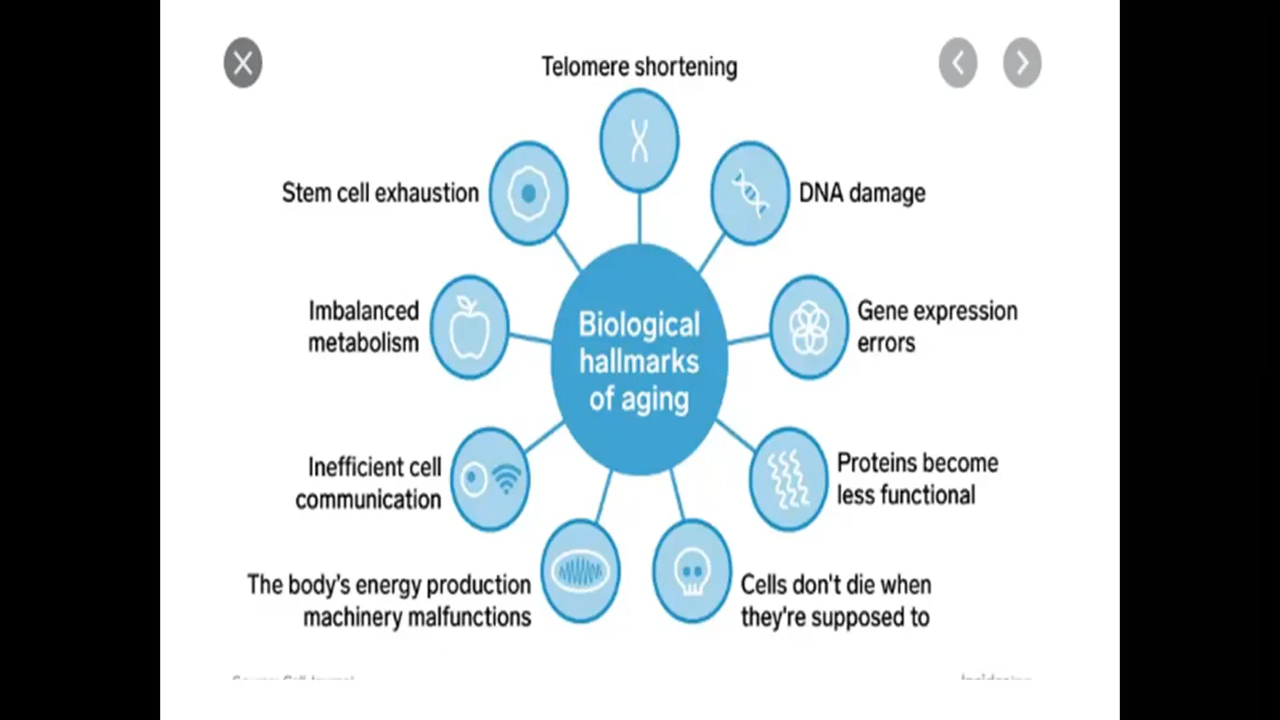 Telomere shortening
Stem cell exhaustion
DNA damage
Imbalanced
metabolism
Gene expression
errors
Biological
hallmarks
of aging
Inefficient cell
communication
Proteins become
less functional
The body's energy production
machinery malfunctions
Cells don't die when
they're supposed to